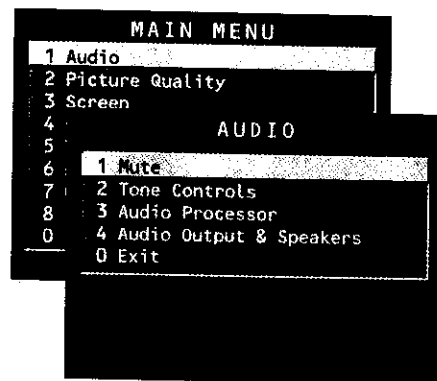 MAIN MENU
1 Audio
2 Picture Quality
3 Screen
4
5
6
7
8
0
AUDIO
1 Mute
2 Tone Controls
3 Audio Processor
4 Audio Output & Speakers
0 Exit